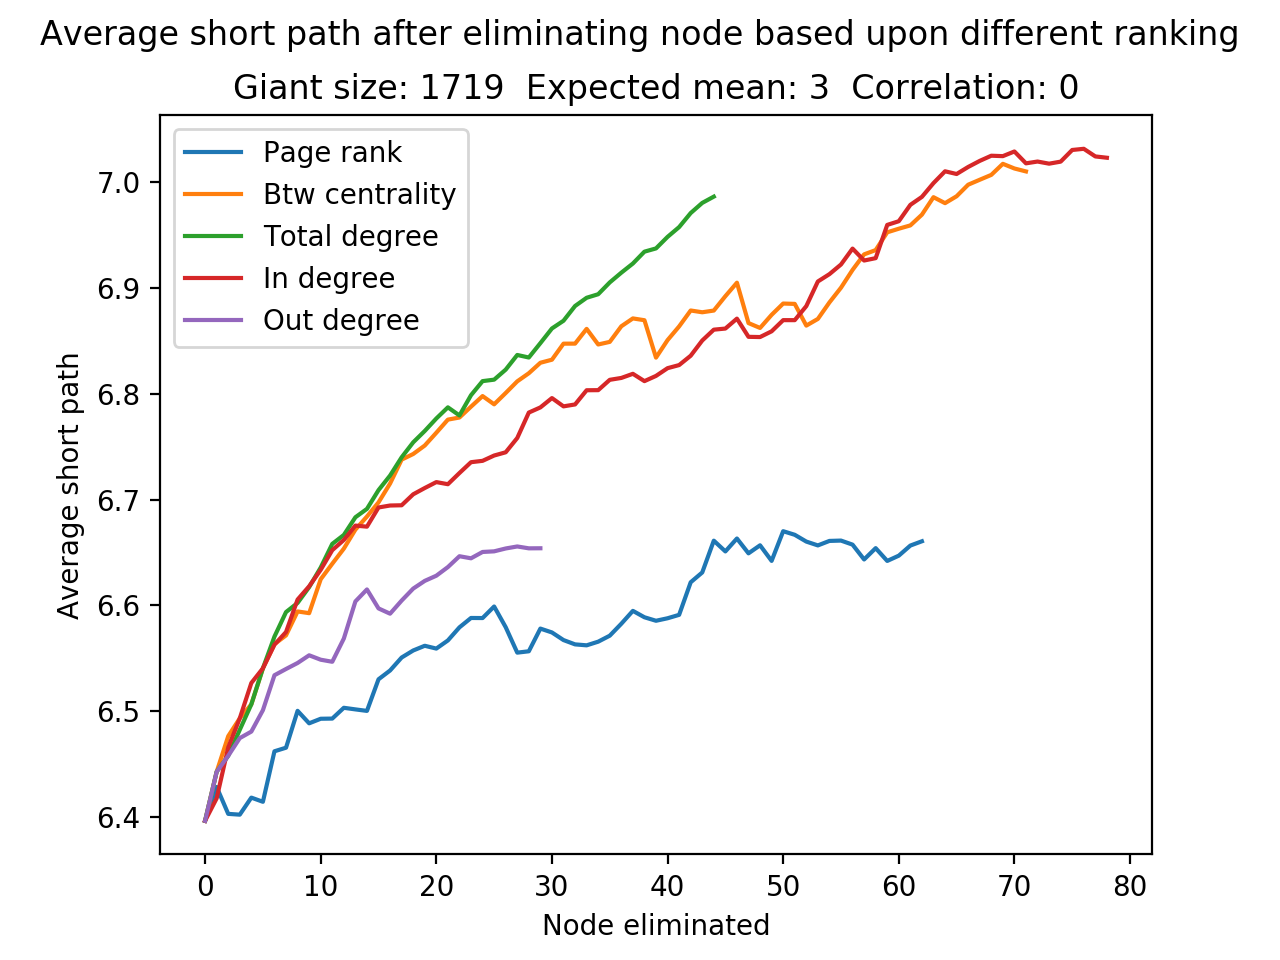 Average short path after eliminating node based upon different ranking
Giant size: 1719  Expected mean: 3  Correlation: 0
Page rank
Btw centrality
Total degree
In degree
Out degree
Average short path
7.0
6.9
6.8
6.7
6.6
6.5
6.4
0 10 20 30 40 50 60 70 80
Node eliminated